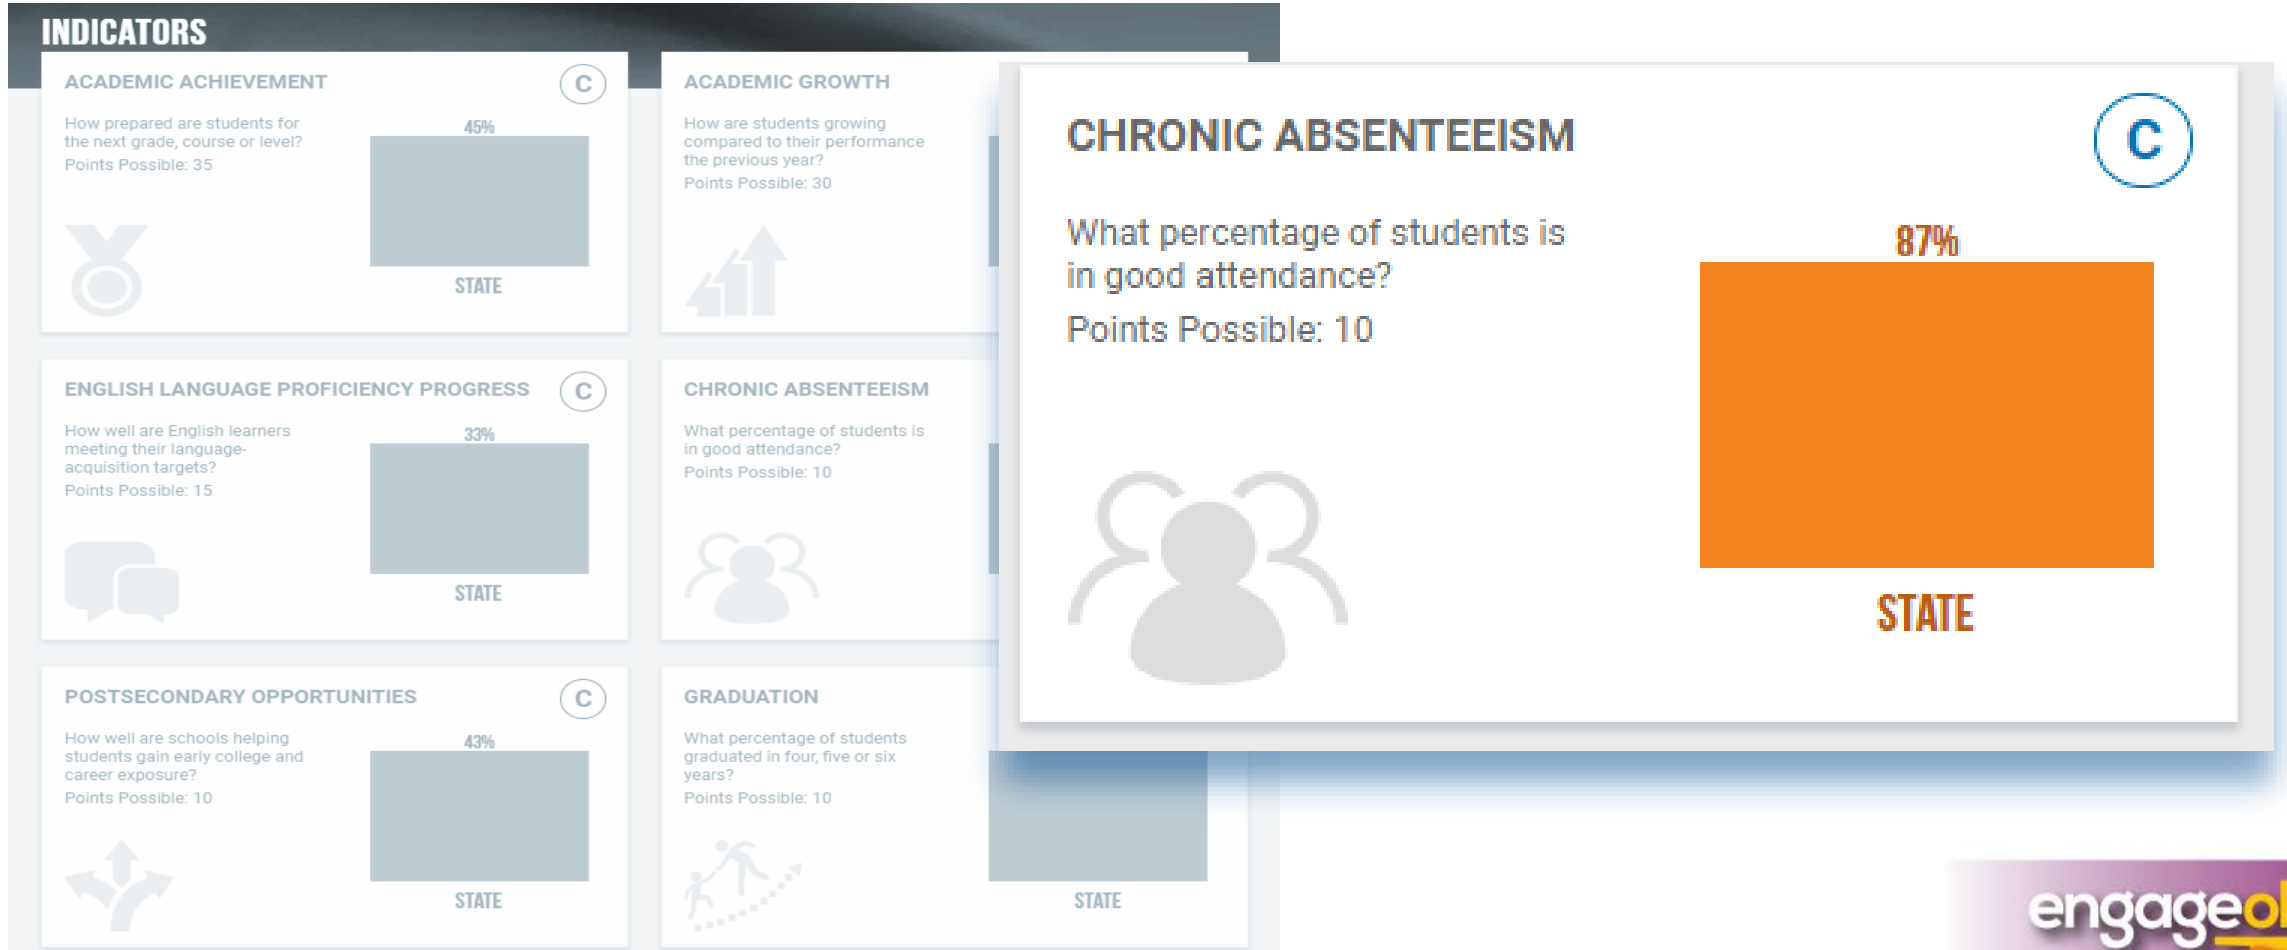 INDICATORS
ACADEMIC ACHIEVEMENT
C
How prepared are students for
the next grade, course or level?
Points Possible: 35
45%
STATE
ACADEMIC GROWTH
How are students growing
compared to their performance
the previous year?
Points Possible: 30
ENGLISH LANGUAGE PROFICIENCY PROGRESS
C
How well are English learners
meeting their language-
acquisition targets?
Points Possible: 15
33%
STATE
CHRONIC ABSENTEEISM
What percentage of students is
in good attendance?
Points Possible: 10
POSTSECONDARY OPPORTUNITIES
C
How well are schools helping
students gain early college and
career exposure?
Points Possible: 10
43%
STATE
GRADUATION
What percentage of students
graduated in four, five or six
years?
Points Possible: 10
STATE
CHRONIC ABSENTEEISM
C
What percentage of students is
in good attendance?
Points Possible: 10
87%
STATE
engage